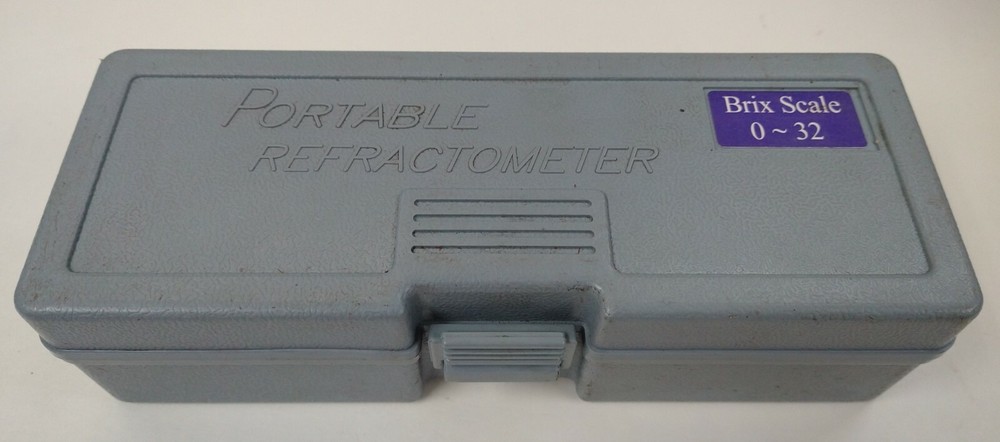 PORTABLE
REFRACTOMETER
Brix Scale
0 ~ 32